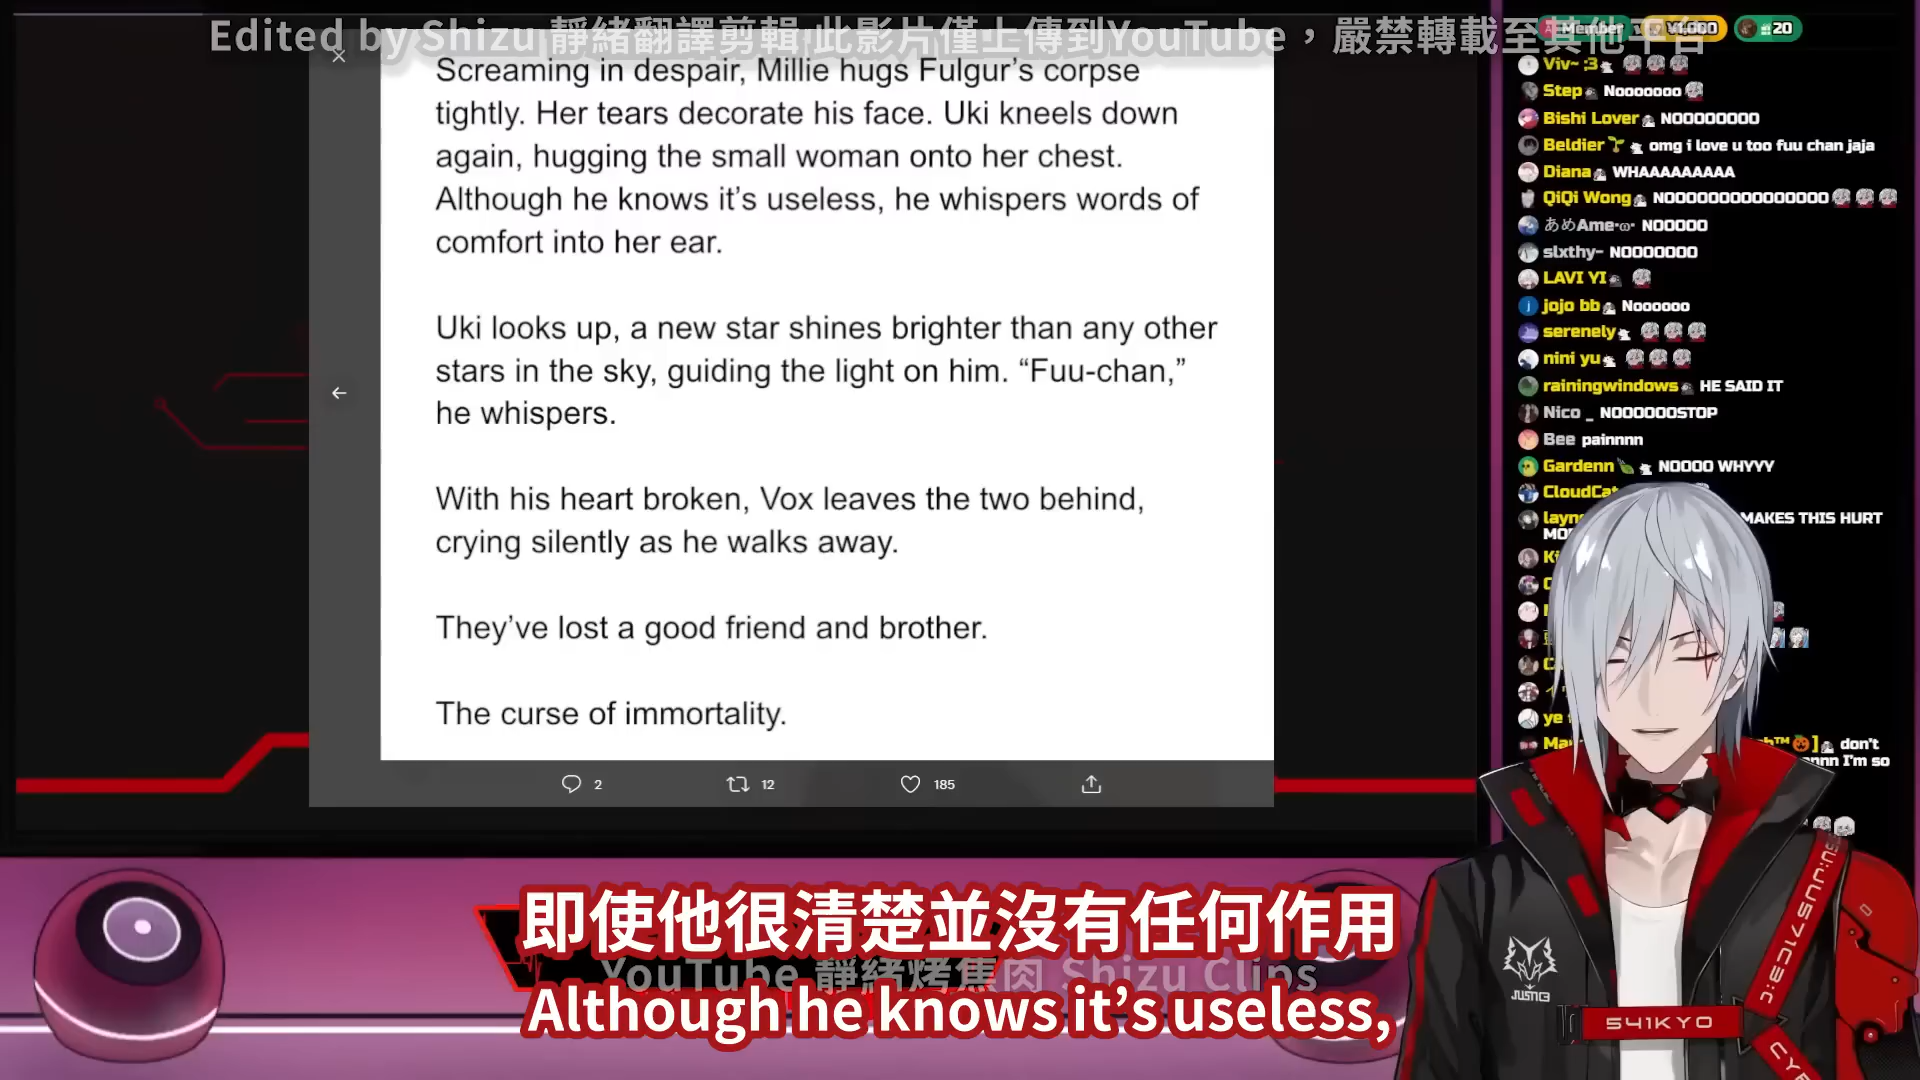 Edited by Shizu 靜緒翻譯剪輯 此影片僅上傳到YouTube，嚴禁轉載至其他平台
Screaming in despair, Millie hugs Fulgur’s corpse
tightly. Her tears decorate his face. Uki kneels down
again, hugging the small woman onto her chest.
Although he knows it’s useless, he whispers words of
comfort into her ear.
Uki looks up, a new star shines brighter than any other
stars in the sky, guiding the light on him. “Fuu-chan,”
he whispers.
With his heart broken, Vox leaves the two behind,
crying silently as he walks away.
They’ve lost a good friend and brother.
The curse of immortality.
2 12 185
Member ¥1,000 20
Viv~ ;3
Step Nooooooo
Bishi Lover NOOOOOOOO
Beldier omg i love u too fuu chan jaja
Diana WHAAAAAAAAA
QiQi Wong NOOOOOOOOOOOOOOOO
あめAme•ω• NOOOOO
slxthy- NOOOOOOO
LAVI YI
jojo bb Noooooo
serenely
nini yu
rainingwindows HE SAID IT
Nico _ NOOOOOOSTOP
Bee painnnn
Gardenn NOOOO WHYYY
CloudCat
MAKES THIS HURT
ye
don't
I'm so
即使他很清楚並沒有任何作用
YouTube 靜緒烤焦肉 Shizu Clips
Although he knows it’s useless,
JUSTIC3
541KYO